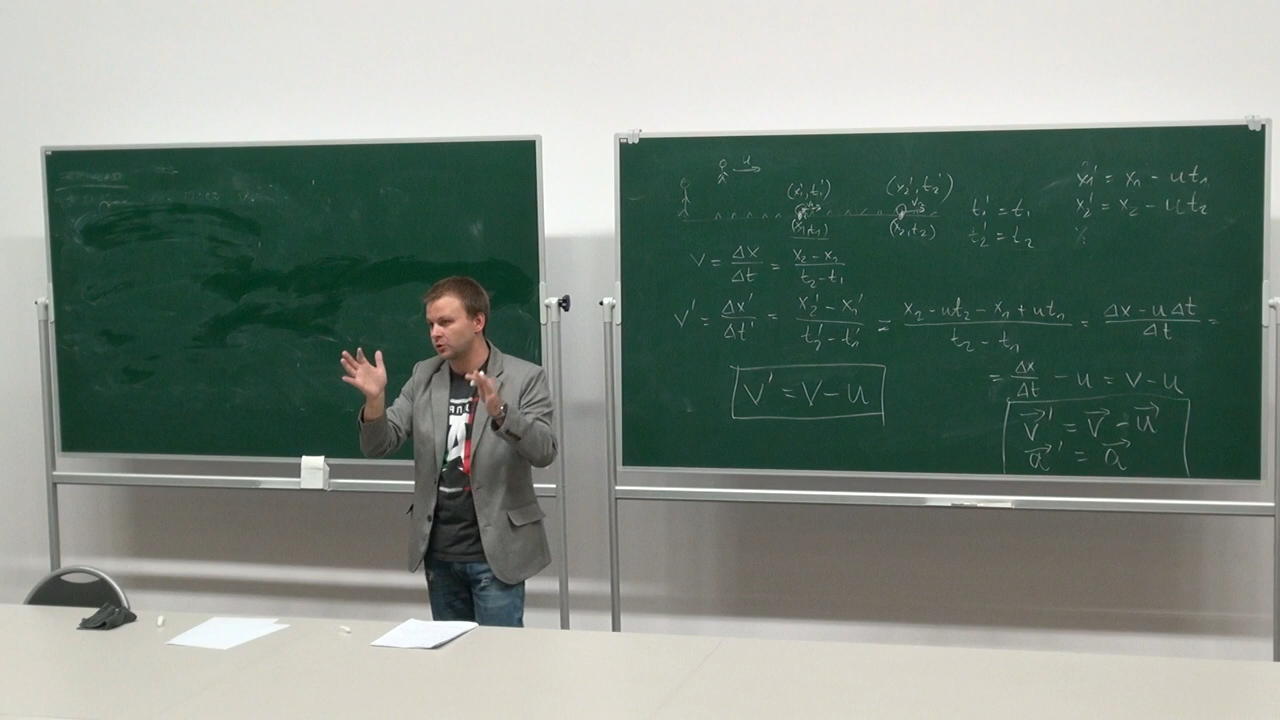 u
(x₁', t₁') (x₂', t₂')
v₃ v₃
(x₁, t₁) (x₂, t₂)
t₁' = t₁
t₂' = t₂
x₁' = x₁ - ut₁
x₂' = x₂ - ut₂
v = Δx/Δt = (x₂ - x₁)/(t₂ - t₁)
v' = Δx'/Δt' = (x₂' - x₁')/(t₂' - t₁') = (x₂ - ut₂ - x₁ + ut₁)/(t₂ - t₁) = (Δx - uΔt)/Δt =
= Δx/Δt - u = v - u
v' = v - u
v⃗' = v⃗ - u⃗
a⃗' = a⃗